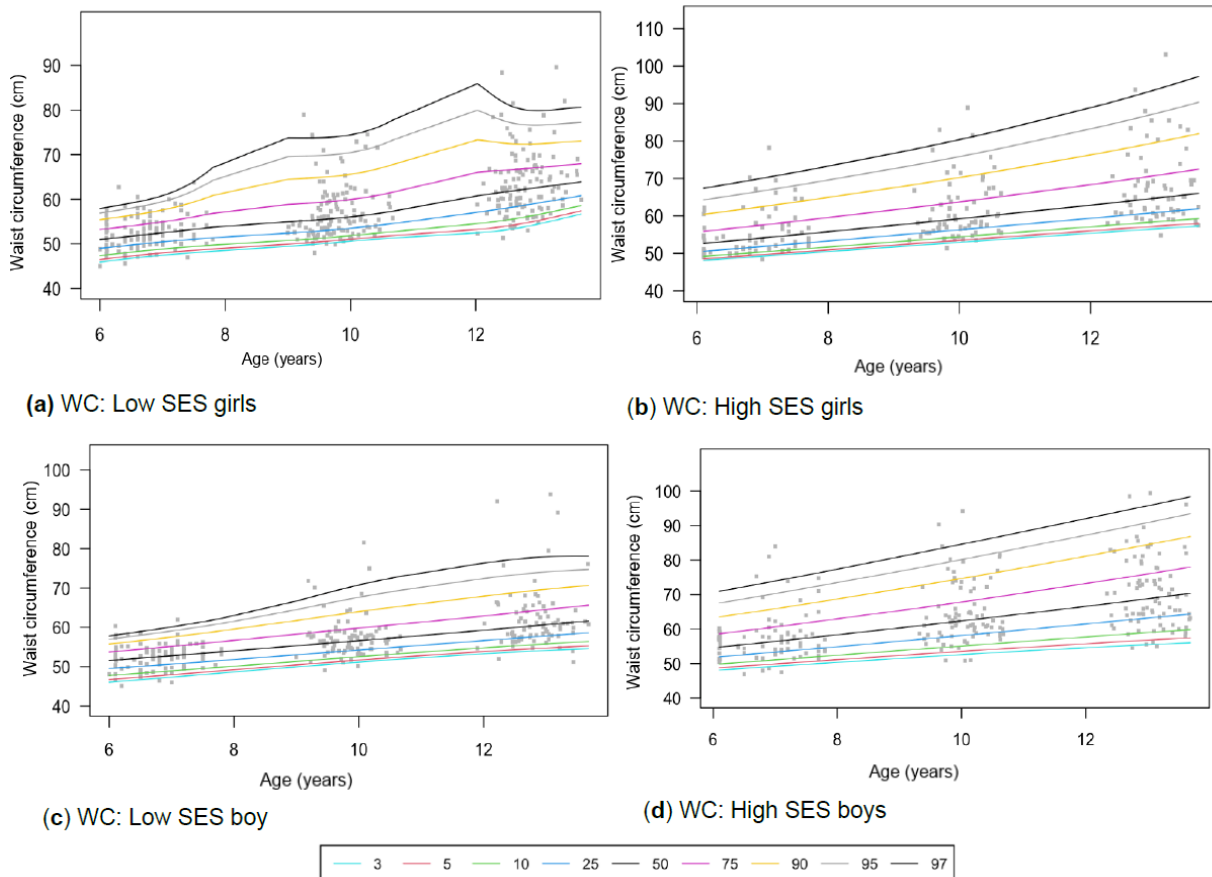 90
80
70
60
50
40
Waist circumference (cm)
6 8 10 12
Age (years)
(a) WC: Low SES girls
110
100
90
80
70
60
50
40
Waist circumference (cm)
6 8 10 12
Age (years)
(b) WC: High SES girls
100
90
80
70
60
50
40
Waist circumference (cm)
6 8 10 12
Age (years)
(c) WC: Low SES boy
100
90
80
70
60
50
40
Waist circumference (cm)
6 8 10 12
Age (years)
(d) WC: High SES boys
3 5 10 25 50 75 90 95 97